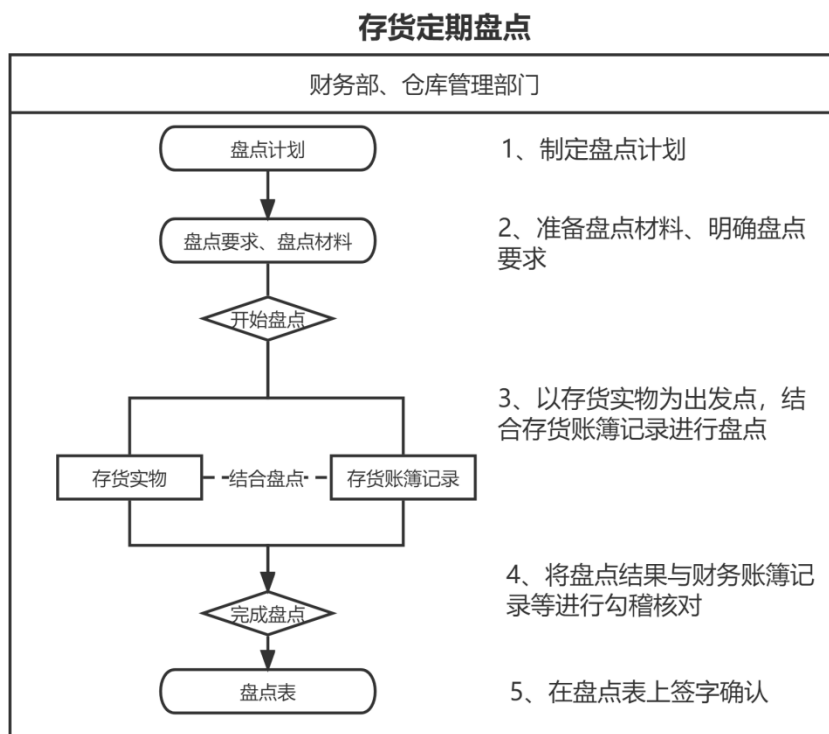 存货定期盘点
财务部、仓库管理部门
盘点计划
1、制定盘点计划
盘点要求、盘点材料
2、准备盘点材料、明确盘点
要求
开始盘点
3、以存货实物为出发点，结
合存货账簿记录进行盘点
存货实物
结合盘点
存货账簿记录
4、将盘点结果与财务账簿记
录等进行勾稽核对
完成盘点
盘点表
5、在盘点表上签字确认